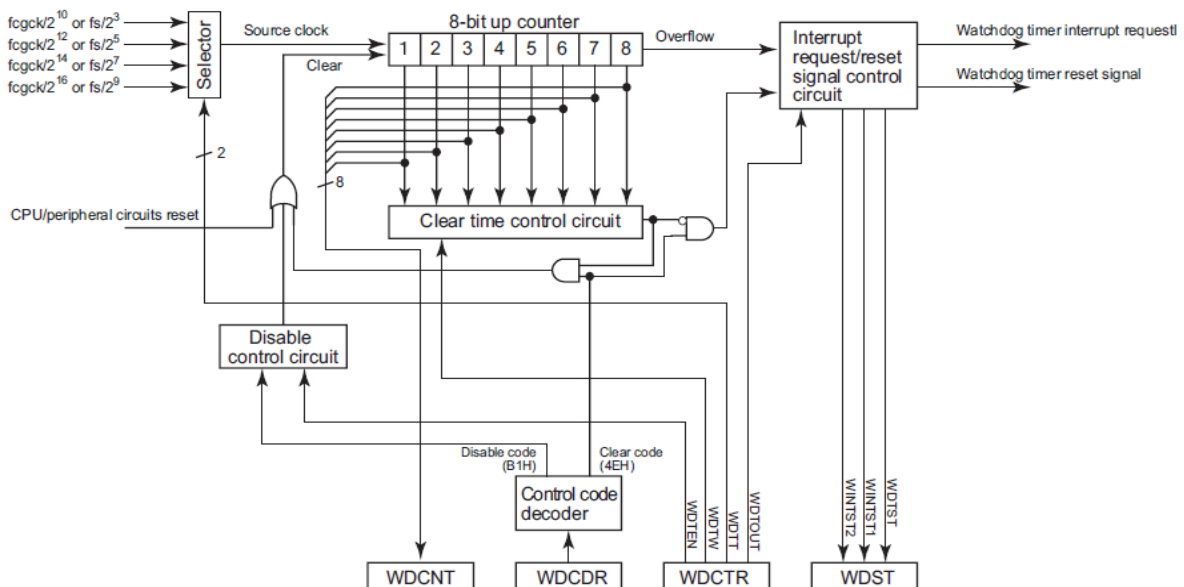 8-bit up counter
fcgck/2^10 or fs/2^3
fcgck/2^12 or fs/2^5
fcgck/2^14 or fs/2^7
fcgck/2^16 or fs/2^9
Selector
Source clock
Clear
1 2 3 4 5 6 7 8
Overflow
Interrupt
request/reset
signal control
circuit
Watchdog timer interrupt requestl
Watchdog timer reset signal
2
8
CPU/peripheral circuits reset
Clear time control circuit
Disable
control circuit
Disable code
(B1H)
Clear code
(4EH)
Control code
decoder
WDTEN
WDTW
WDTT
WDTOUT
WINTST2
WINTST1
WDTST
WDCNT
WDCDR
WDCTR
WDST